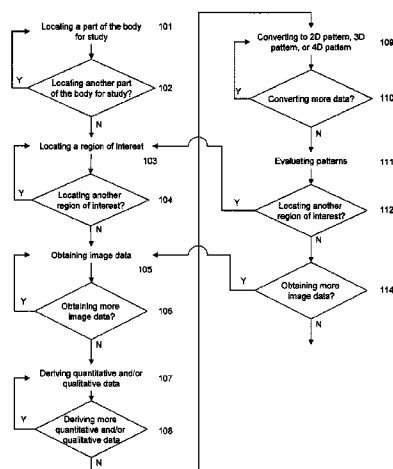 Locating a part of the body
for study
101
Y
Locating another part
of the body for study?
102
N
Locating a region of interest
103
Y
Locating another
region of interest?
104
N
Obtaining image data
105
Y
Obtaining more
image data?
106
N
Deriving quantitative and/or
qualitative data
107
Y
Deriving more
quantitative and/or
qualitative data
108
N
Converting to 2D pattern, 3D
pattern, or 4D pattern
109
Y
Converting more data?
110
N
Evaluating patterns
111
Y
Locating another
region of interest?
112
N
Y
Obtaining more
image data?
114
N